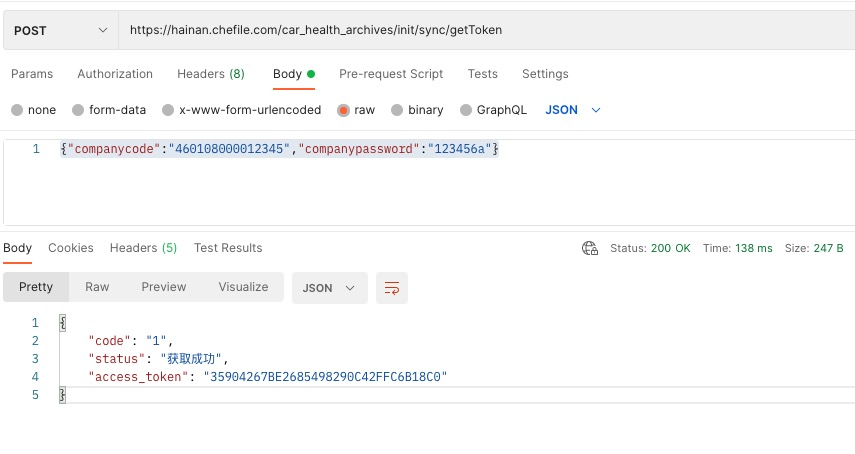 POST https://hainan.chefile.com/car_health_archives/init/sync/getToken
Params Authorization Headers (8) Body Pre-request Script Tests Settings
none form-data x-www-form-urlencoded raw binary GraphQL JSON
1 {"companycode":"460108000012345","companypassword":"123456a"}
Body Cookies Headers (5) Test Results Status: 200 OK Time: 138 ms Size: 247 B
Pretty Raw Preview Visualize JSON
1 {
2 "code": "1",
3 "status": "获取成功",
4 "access_token": "35904267BE2685498290C42FFC6B18C0"
5 }